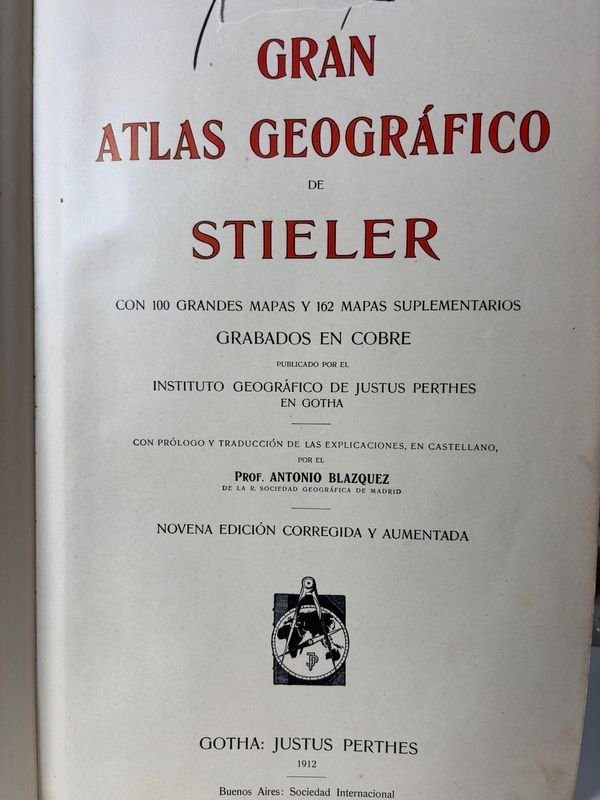 GRAN
ATLAS GEOGRÁFICO
DE
STIELER
CON 100 GRANDES MAPAS Y 162 MAPAS SUPLEMENTARIOS
GRABADOS EN COBRE
PUBLICADO POR EL
INSTITUTO GEOGRÁFICO DE JUSTUS PERTHES
EN GOTHA
CON PRÓLOGO Y TRADUCCIÓN DE LAS EXPLICACIONES, EN CASTELLANO,
POR EL
PROF. ANTONIO BLAZQUEZ
DE LA R. SOCIEDAD GEOGRÁFICA DE MADRID
NOVENA EDICIÓN CORREGIDA Y AUMENTADA
JP
GOTHA: JUSTUS PERTHES
1912
Buenos Aires: Sociedad Internacional